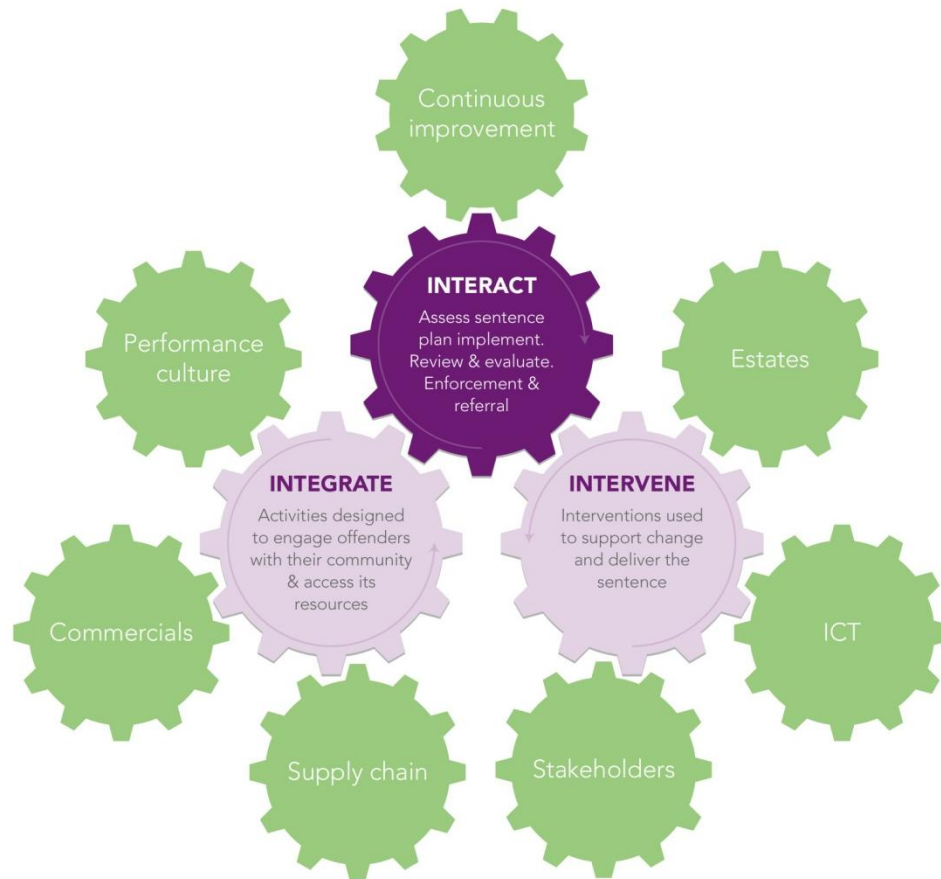 Continuous
improvement
INTERACT
Assess sentence
plan implement.
Review & evaluate.
Enforcement &
referral
Performance
culture
Estates
INTEGRATE
Activities designed
to engage offenders
with their community
& access its
resources
INTERVENE
Interventions used
to support change
and deliver the
sentence
Commercials
ICT
Supply chain
Stakeholders